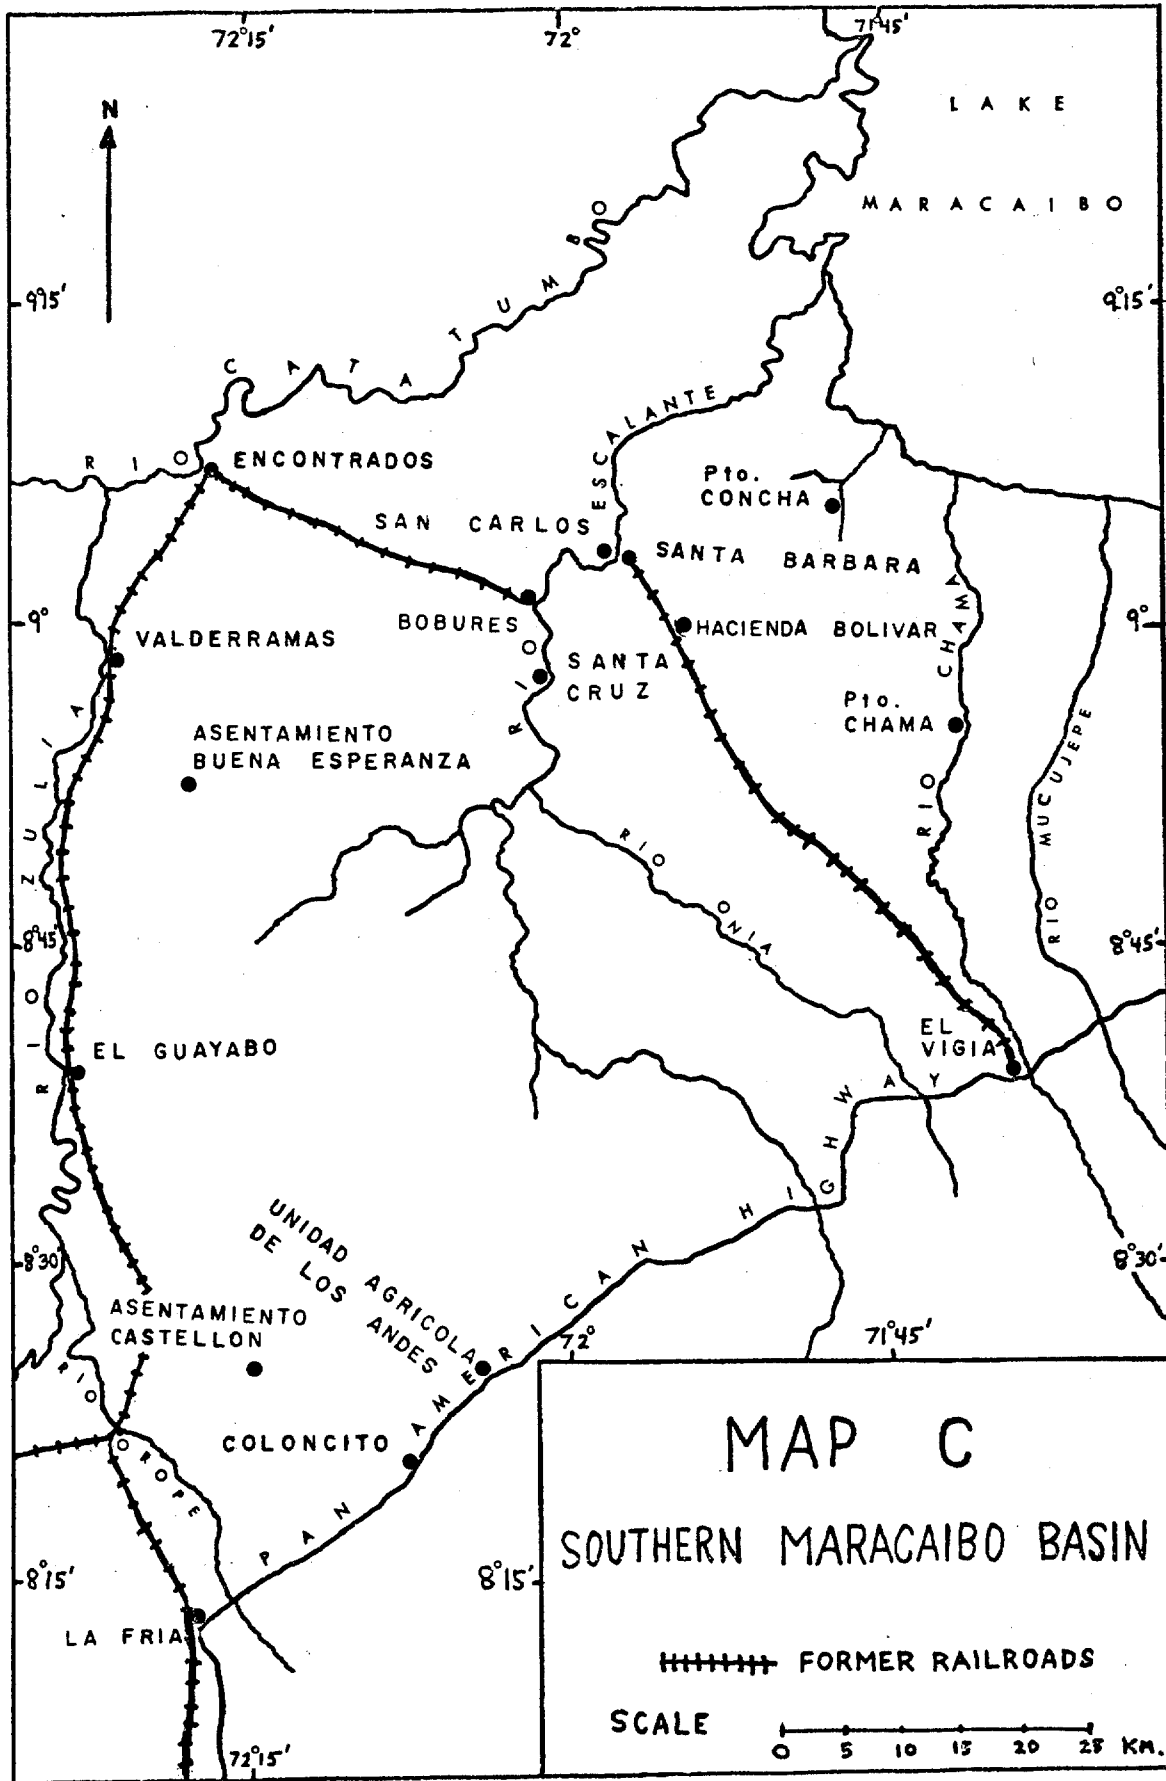 72°15'
72°
71°45'
N
LAKE
MARACAIBO
9°15'
9°15'
RIO CATATUMBO
ENCONTRADOS
RIO ESCALANTE
Pto.
CONCHA
SAN CARLOS
SANTA BARBARA
9°
BOBURES
HACIENDA BOLIVAR
9°
VALDERRAMAS
SANTA
CRUZ
RIO CHAMA
Pto.
CHAMA
RIO MUCUJEPE
ASENTAMIENTO
BUENA ESPERANZA
RIO ZULIA
RIO ONIA
8°45'
8°45'
EL GUAYABO
EL
VIGIA
PAN AMERICAN HIGHWAY
UNIDAD AGRICOLA
DE LOS ANDES
8°30'
8°30'
ASENTAMIENTO
CASTELLON
72°
71°45'
RIO OROPE
COLONCITO
MAP C
SOUTHERN MARACAIBO BASIN
8°15'
8°15'
LA FRIA
FORMER RAILROADS
SCALE
0 5 10 15 20 25 KM.
72°15'